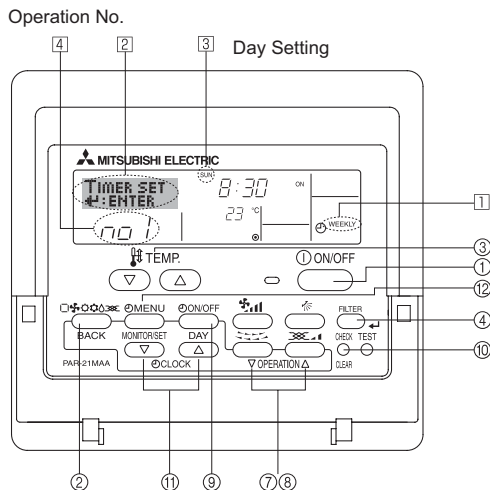 Operation No.
4 2 3 Day Setting
MITSUBISHI ELECTRIC
SUN
TIMER SET
↵:ENTER
8:30 ON
23 °C
WEEKLY
1
no 1
TEMP. ON/OFF
3
1
12
MENU ON/OFF FILTER ↵
4
BACK MONITOR/SET DAY CHECK TEST
10
PAR-21MAA CLOCK ▽OPERATION△ CLEAR
2 11 9 7 8